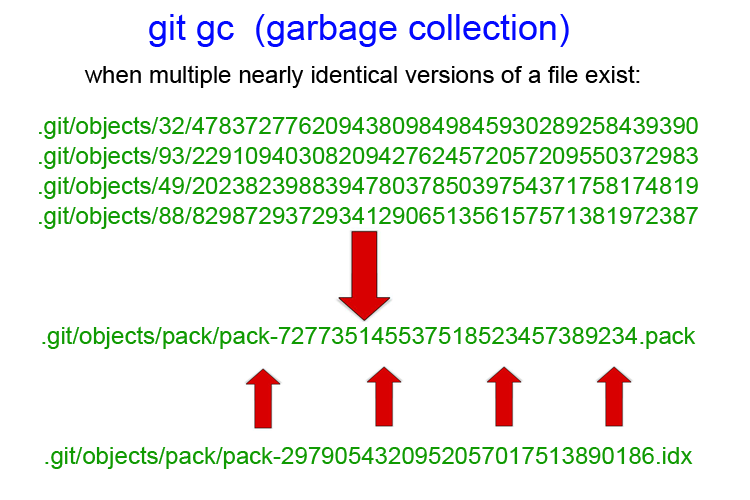 git gc (garbage collection)
when multiple nearly identical versions of a file exist:
.git/objects/32/47837277620943809849845930289258439390
.git/objects/93/22910940308209427624572057209550372983
.git/objects/49/20238239883947803785039754371758174819
.git/objects/88/82987293729341290651356157571381972387
.git/objects/pack/pack-7277351455375185234573892​34.pack
.git/objects/pack/pack-2979054320952057017513890186.idx